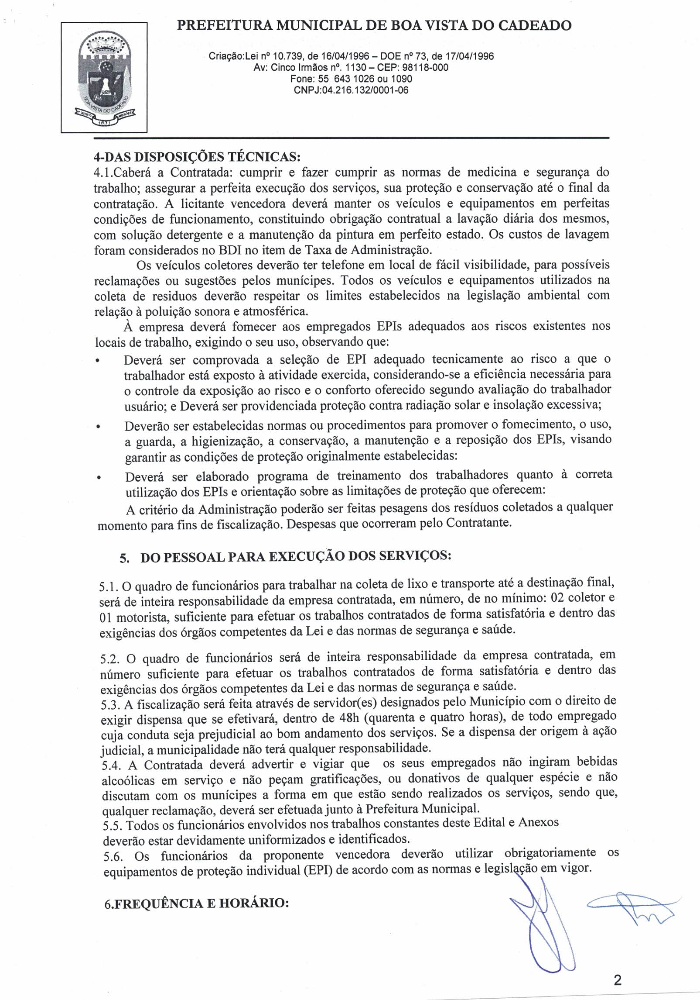 PREFEITURA MUNICIPAL DE BOA VISTA DO CADEADO
Criação:Lei nº 10.739, de 16/04/1996 – DOE nº 73, de 17/04/1996
Av: Cinco Irmãos nº. 1130 – CEP: 98118-000
Fone: 55 643 1026 ou 1090
CNPJ:04.216.132/0001-06
BOA VISTA DO CADEADO
1831
4-DAS DISPOSIÇÕES TÉCNICAS:
4.1.Caberá a Contratada: cumprir e fazer cumprir as normas de medicina e segurança do
trabalho; assegurar a perfeita execução dos serviços, sua proteção e conservação até o final da
contratação. A licitante vencedora deverá manter os veículos e equipamentos em perfeitas
condições de funcionamento, constituindo obrigação contratual a lavação diária dos mesmos,
com solução detergente e a manutenção da pintura em perfeito estado. Os custos de lavagem
foram considerados no BDI no item de Taxa de Administração.
Os veículos coletores deverão ter telefone em local de fácil visibilidade, para possíveis
reclamações ou sugestões pelos munícipes. Todos os veículos e equipamentos utilizados na
coleta de residuos deverão respeitar os limites estabelecidos na legislação ambiental com
relação à poluição sonora e atmosférica.
À empresa deverá fomecer aos empregados EPIs adequados aos riscos existentes nos
locais de trabalho, exigindo o seu uso, observando que:
• Deverá ser comprovada a seleção de EPI adequado tecnicamente ao risco a que o
trabalhador está exposto à atividade exercida, considerando-se a eficiência necessária para
o controle da exposição ao risco e o conforto oferecido segundo avaliação do trabalhador
usuário; e Deverá ser providenciada proteção contra radiação solar e insolação excessiva;
• Deverão ser estabelecidas normas ou procedimentos para promover o fomecimento, o uso,
a guarda, a higienização, a conservação, a manutenção e a reposição dos EPIs, visando
garantir as condições de proteção originalmente estabelecidas:
• Deverá ser elaborado programa de treinamento dos trabalhadores quanto à correta
utilização dos EPIs e orientação sobre as limitações de proteção que oferecem:
A critério da Administração poderão ser feitas pesagens dos resíduos coletados a qualquer
momento para fins de fiscalização. Despesas que ocorreram pelo Contratante.
5. DO PESSOAL PARA EXECUÇÃO DOS SERVIÇOS:
5.1. O quadro de funcionários para trabalhar na coleta de lixo e transporte até a destinação final,
será de inteira responsabilidade da empresa contratada, em número, de no mínimo: 02 coletor e
01 motorista, suficiente para efetuar os trabalhos contratados de forma satisfatória e dentro das
exigências dos órgãos competentes da Lei e das normas de segurança e saúde.
5.2. O quadro de funcionários será de inteira responsabilidade da empresa contratada, em
número suficiente para efetuar os trabalhos contratados de forma satisfatória e dentro das
exigências dos órgãos competentes da Lei e das normas de segurança e saúde.
5.3. A fiscalização será feita através de servidor(es) designados pelo Município com o direito de
exigir dispensa que se efetivará, dentro de 48h (quarenta e quatro horas), de todo empregado
cuja conduta seja prejudicial ao bom andamento dos serviços. Se a dispensa der origem à ação
judicial, a municipalidade não terá qualquer responsabilidade.
5.4. A Contratada deverá advertir e vigiar que os seus empregados não ingiram bebidas
alcoólicas em serviço e não peçam gratificações, ou donativos de qualquer espécie e não
discutam com os munícipes a forma em que estão sendo realizados os serviços, sendo que,
qualquer reclamação, deverá ser efetuada junto à Prefeitura Municipal.
5.5. Todos os funcionários envolvidos nos trabalhos constantes deste Edital e Anexos
deverão estar devidamente uniformizados e identificados.
5.6. Os funcionários da proponente vencedora deverão utilizar obrigatoriamente os
equipamentos de proteção individual (EPI) de acordo com as normas e legislação em vigor.
6.FREQUÊNCIA E HORÁRIO:
2